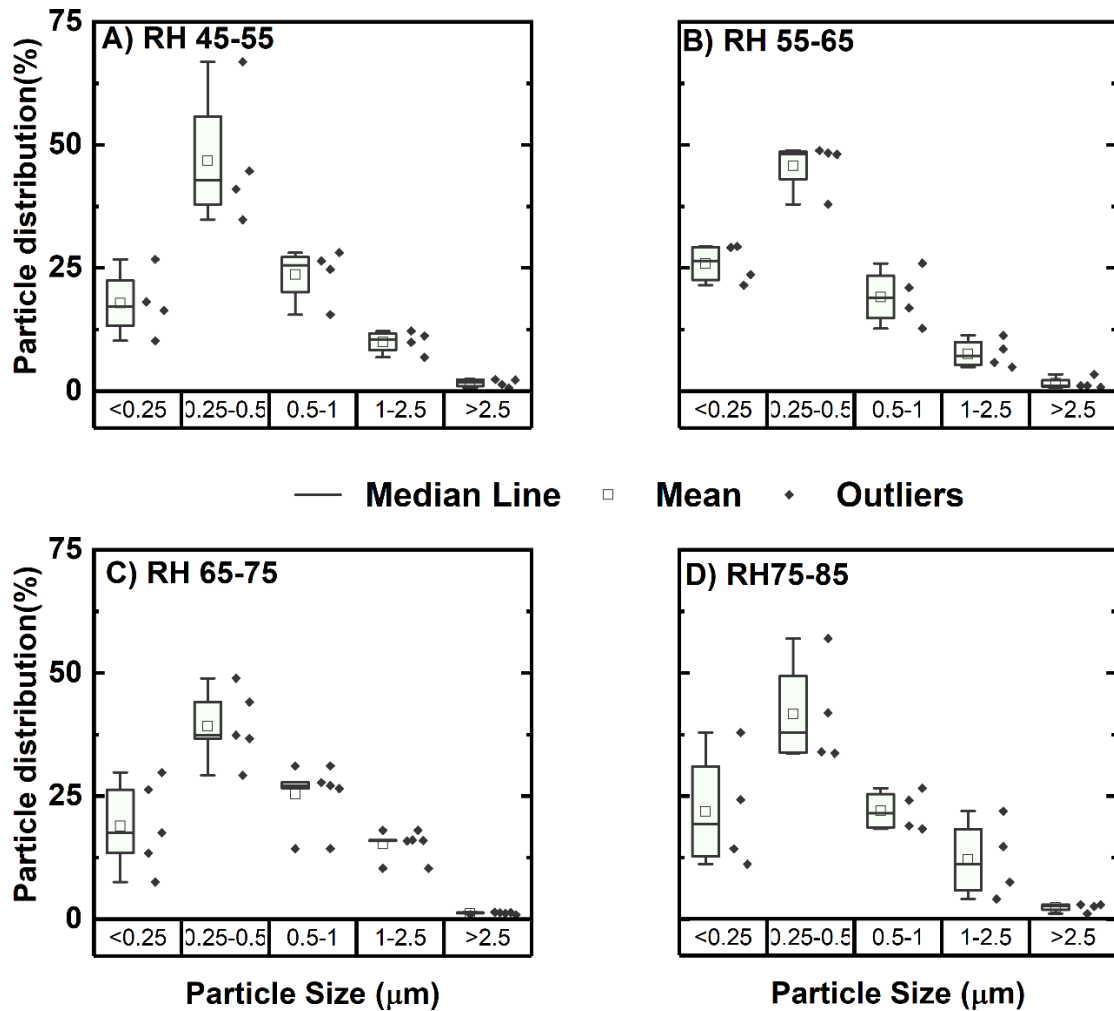 A) RH 45-55
B) RH 55-65
Particle distribution(%)
75
50
25
0
<0.25 0.25-0.5 0.5-1 1-2.5 >2.5
<0.25 0.25-0.5 0.5-1 1-2.5 >2.5
Median Line Mean Outliers
C) RH 65-75
D) RH75-85
Particle distribution(%)
75
50
25
0
<0.25 0.25-0.5 0.5-1 1-2.5 >2.5
<0.25 0.25-0.5 0.5-1 1-2.5 >2.5
Particle Size (μm)
Particle Size (μm)